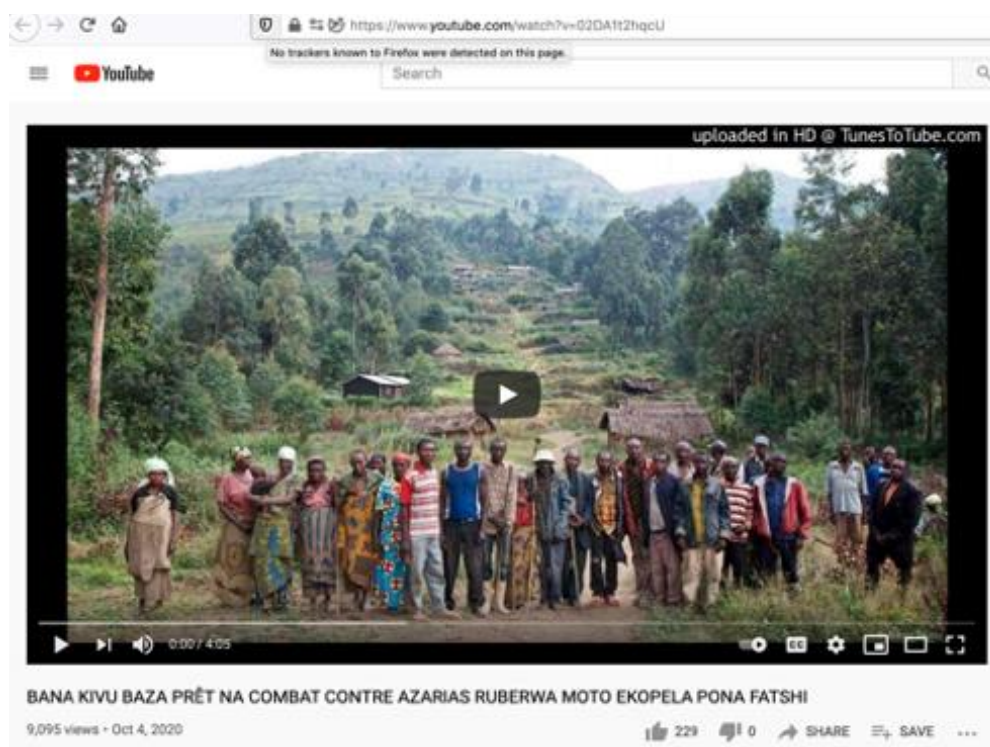 https://www.youtube.com/watch?v=02DA1t2hqcU
No trackers known to Firefox were detected on this page.
YouTube
Search
uploaded in HD @ TunesToTube.com
0:00 / 4:05
CC
BANA KIVU BAZA PRÊT NA COMBAT CONTRE AZARIAS RUBERWA MOTO EKOPELA PONA FATSHI
9,095 views • Oct 4, 2020
229 0 SHARE SAVE